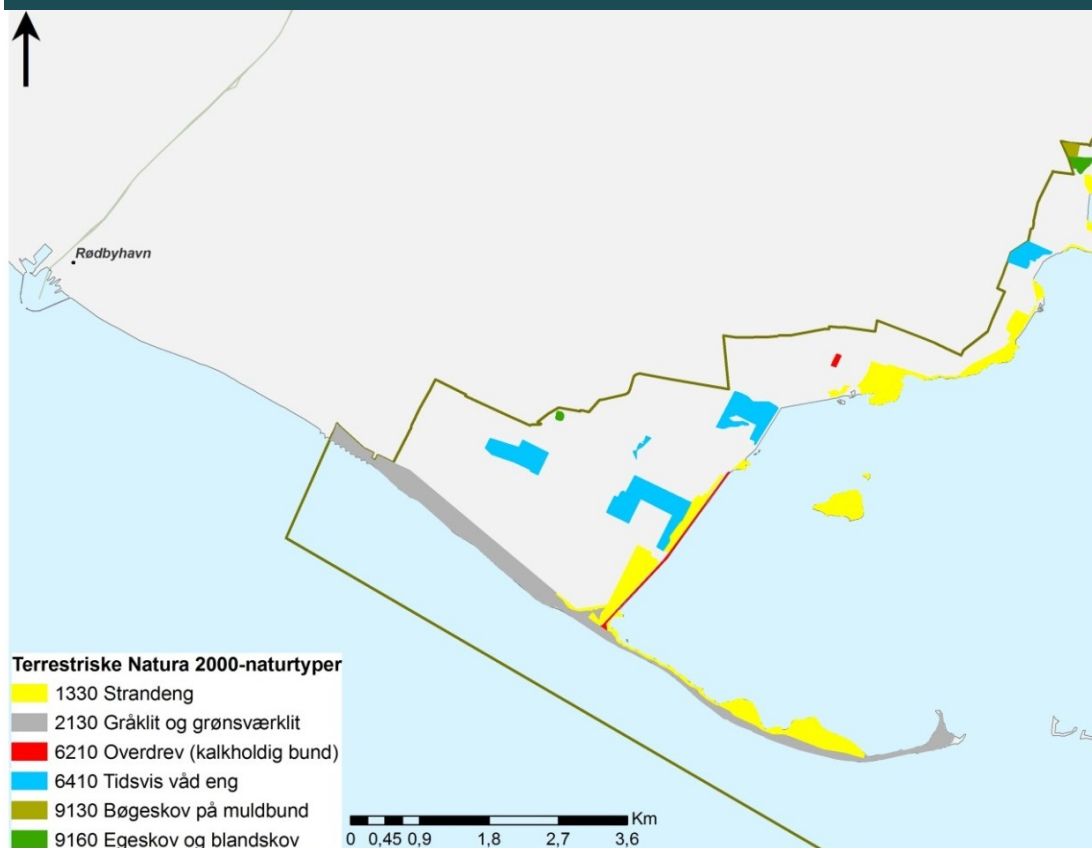 Rødbyhavn
Terrestriske Natura 2000-naturtyper
1330 Strandeng
2130 Gråklit og grønsværklit
6210 Overdrev (kalkholdig bund)
6410 Tidsvis våd eng
9130 Bøgeskov på muldbund
9160 Egeskov og blandskov
Km
0 0,45 0,9 1,8 2,7 3,6